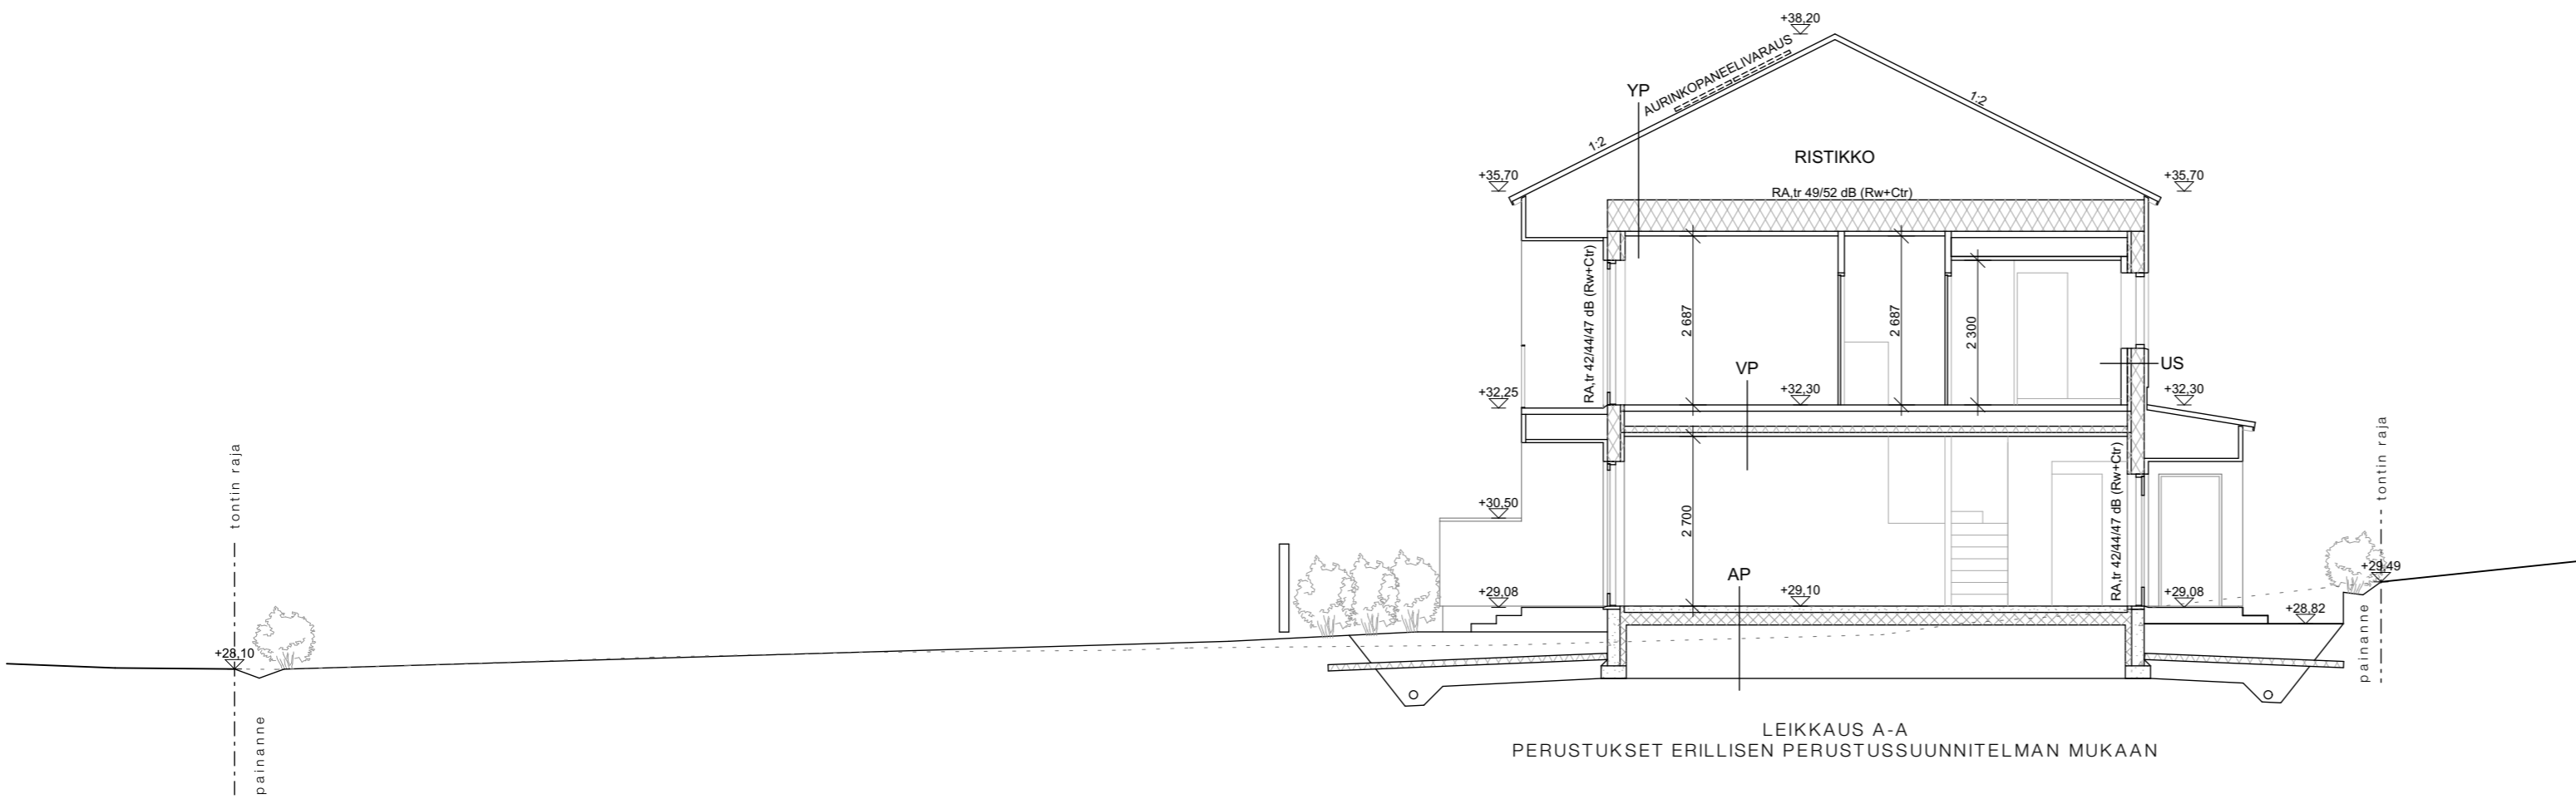 +38,20
AURINKOPANEELIVARAUS
YP
1:2
1:2
RISTIKKO
+35,70
+35,70
RA,tr 49/52 dB (Rw+Ctr)
RA,tr 42/44/47 dB (Rw+Ctr)
2 687
2 687
2 300
US
VP
+32,25
+32,30
+32,30
tontin raja
tontin raja
RA,tr 42/44/47 dB (Rw+Ctr)
+30,50
2 700
AP
+29,49
+29,08
+29,10
+29,08
+28,82
+28,10
painanne
painanne
LEIKKAUS A-A
PERUSTUKSET ERILLISEN PERUSTUSSUUNNITELMAN MUKAAN